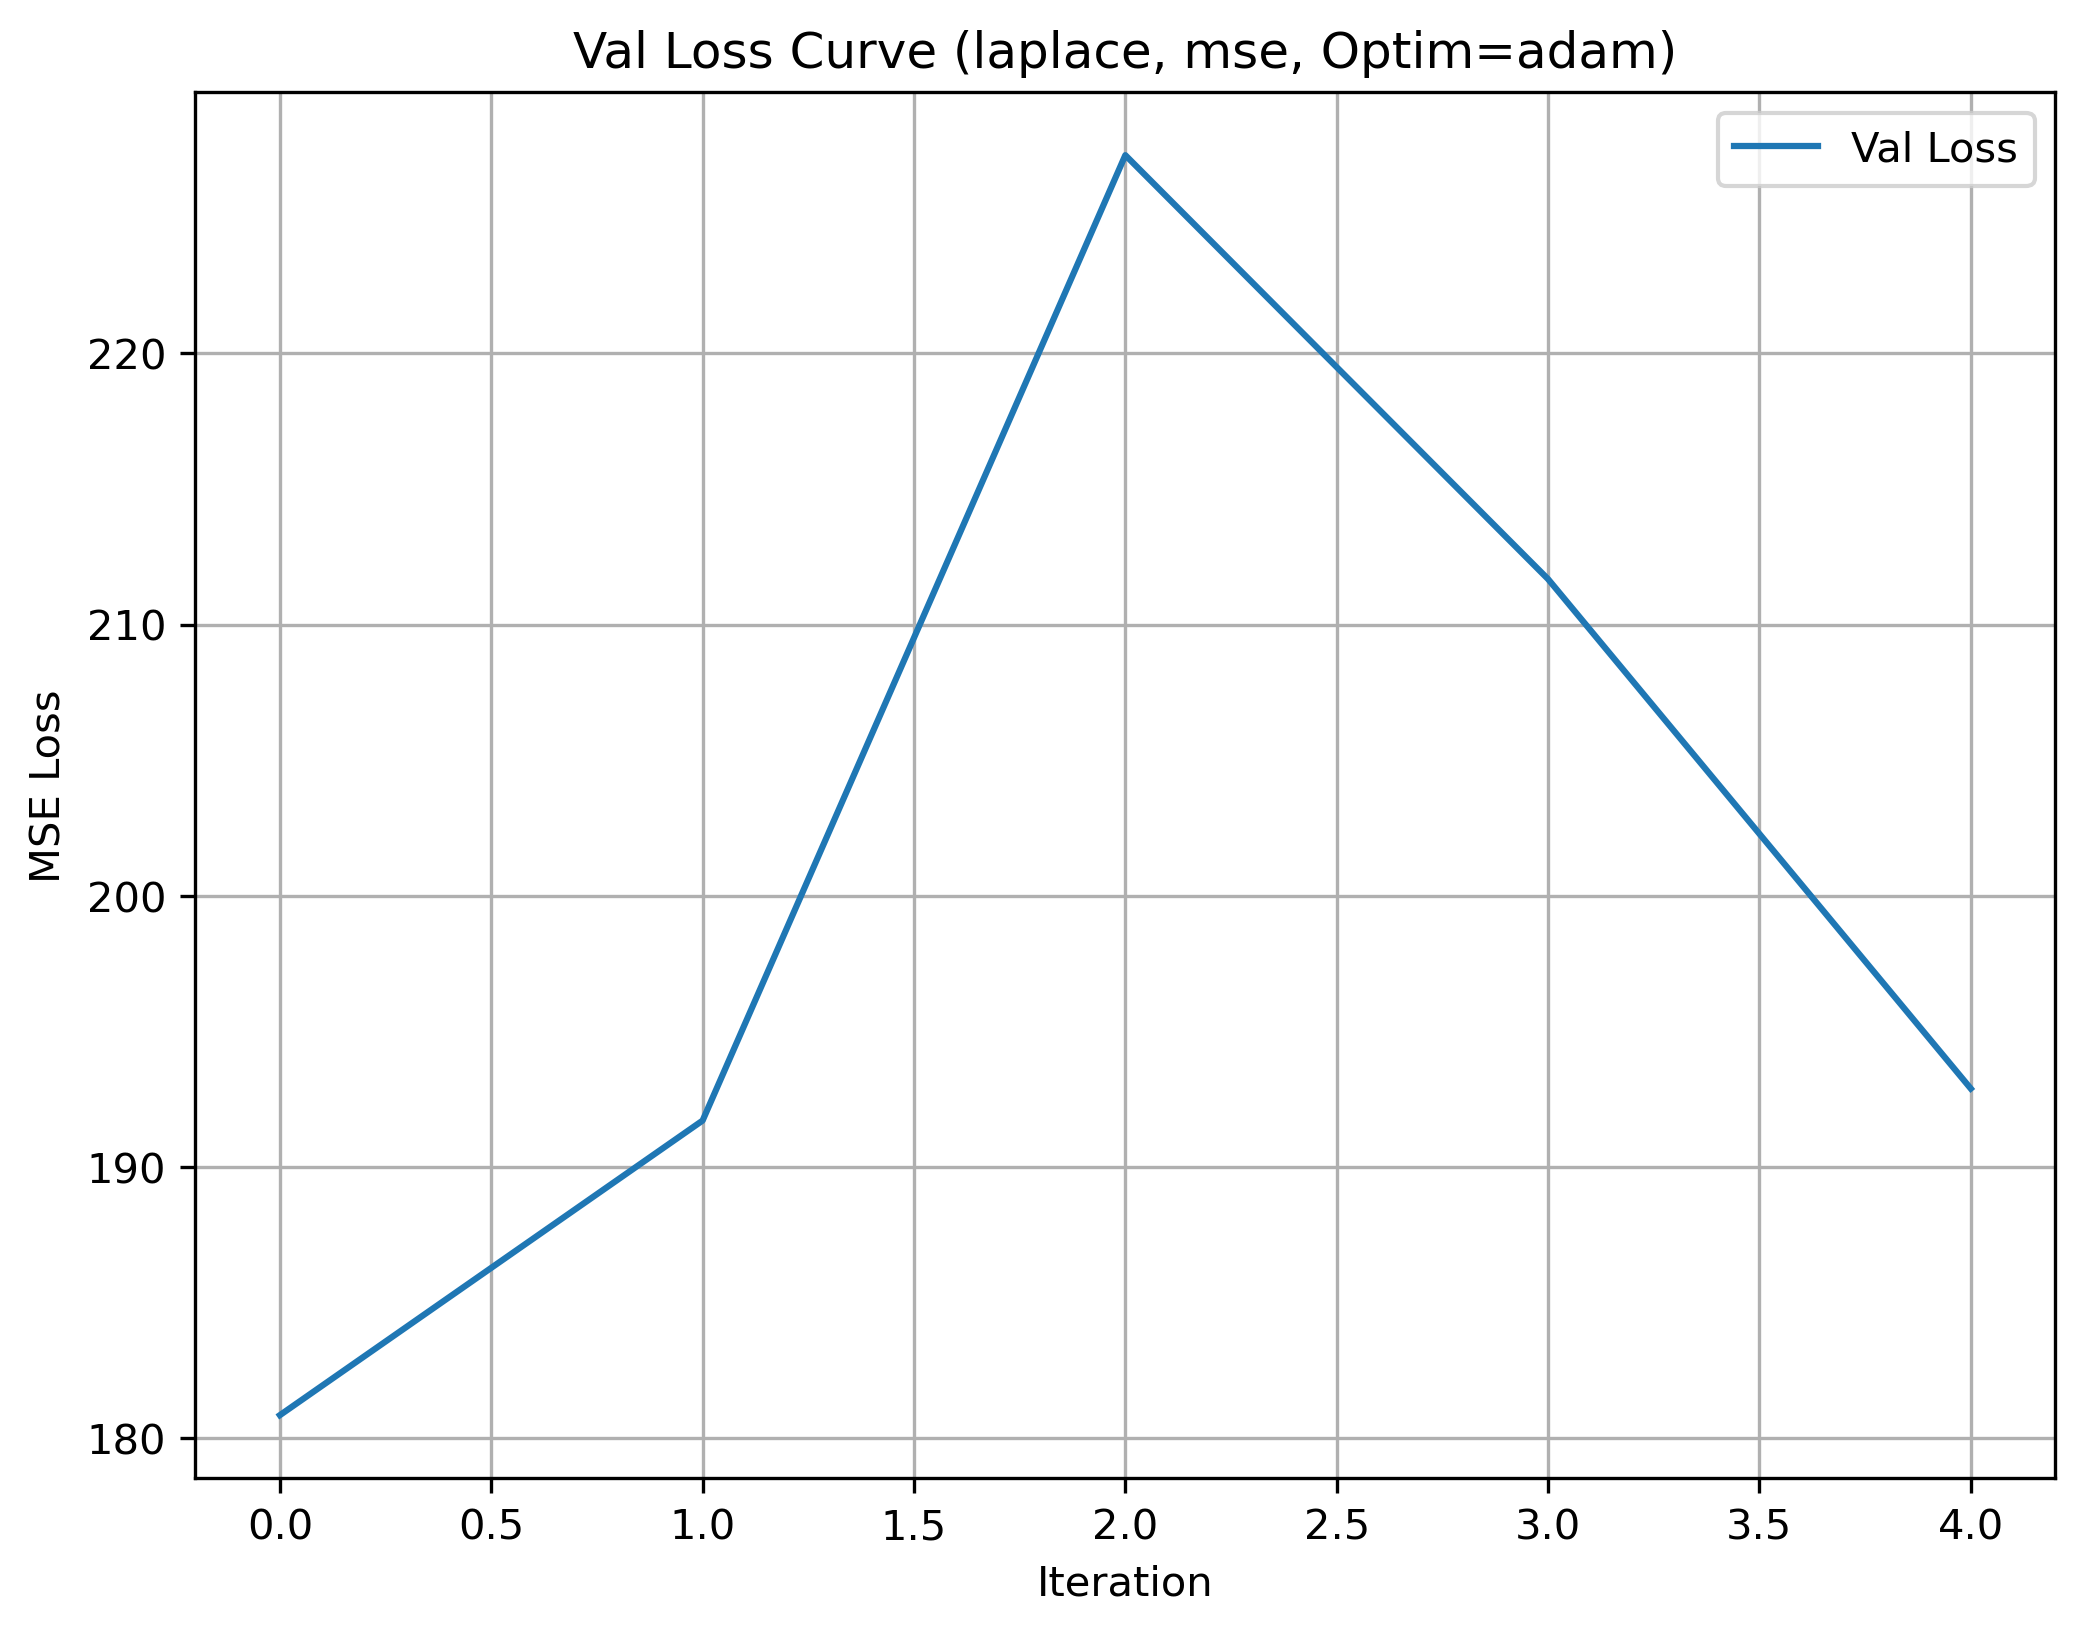 Val Loss Curve (laplace, mse, Optim=adam)
Val Loss
220
210
200
190
180
MSE Loss
0.0 0.5 1.0 1.5 2.0 2.5 3.0 3.5 4.0
Iteration